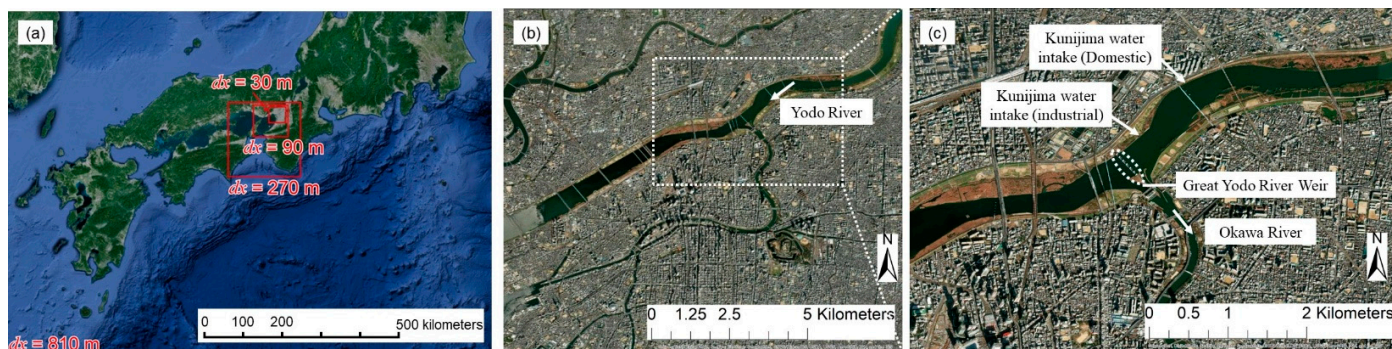 (a)
dx = 30 m
dx = 90 m
dx = 270 m
0 100 200 500 kilometers
dx = 810 m
(b)
Yodo River
N
0 1.25 2.5 5 Kilometers
(c)
Kunijima water
intake (Domestic)
Kunijima water
intake (industrial)
Great Yodo River Weir
Okawa River
N
0 0.5 1 2 Kilometers